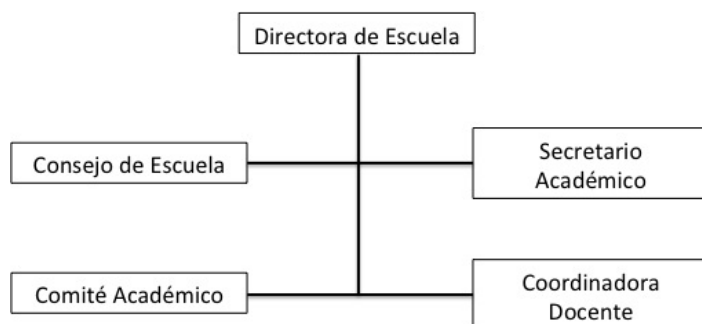 Directora de Escuela
Consejo de Escuela
Secretario
Académico
Comité Académico
Coordinadora
Docente